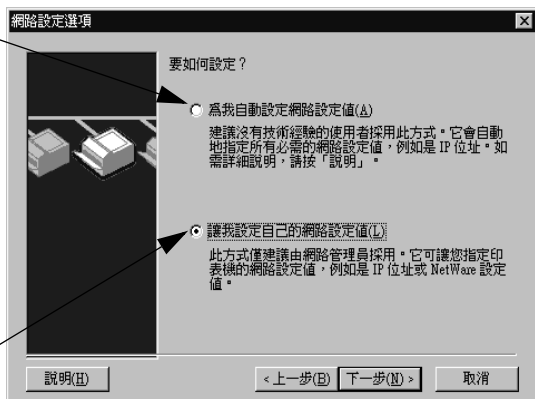 網路設定選項
要如何設定？
為我自動設定網路設定值(A)
建議沒有技術經驗的使用者採用此方式。它會自動
地指定所有必需的網路設定值，例如是 IP 位址。如
需詳細說明，請按「說明」。
讓我設定自己的網路設定值(L)
此方式僅建議由網路管理員採用。它可讓您指定印
表機的網路設定值，例如是 IP 位址或 NetWare 設定
值。
說明(H)
<上一步(B)
下一步(N) >
取消